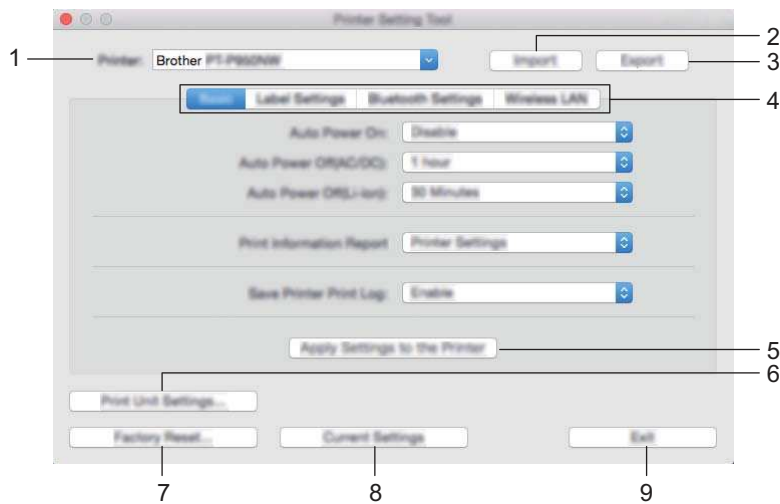 Printer Setting Tool
2
1
Printer:
Brother PT-P950NW
Import
Export
3
Basic
Label Settings
Bluetooth Settings
Wireless LAN
4
Auto Power On:
Disable
Auto Power Off(AC/DC):
1 hour
Auto Power Off(Li-ion):
30 Minutes
Print Information Report
Printer Settings
Save Printer Print Log:
Enable
Apply Settings to the Printer
5
6
Print Unit Settings...
Factory Reset...
Current Settings
Exit
7
8
9